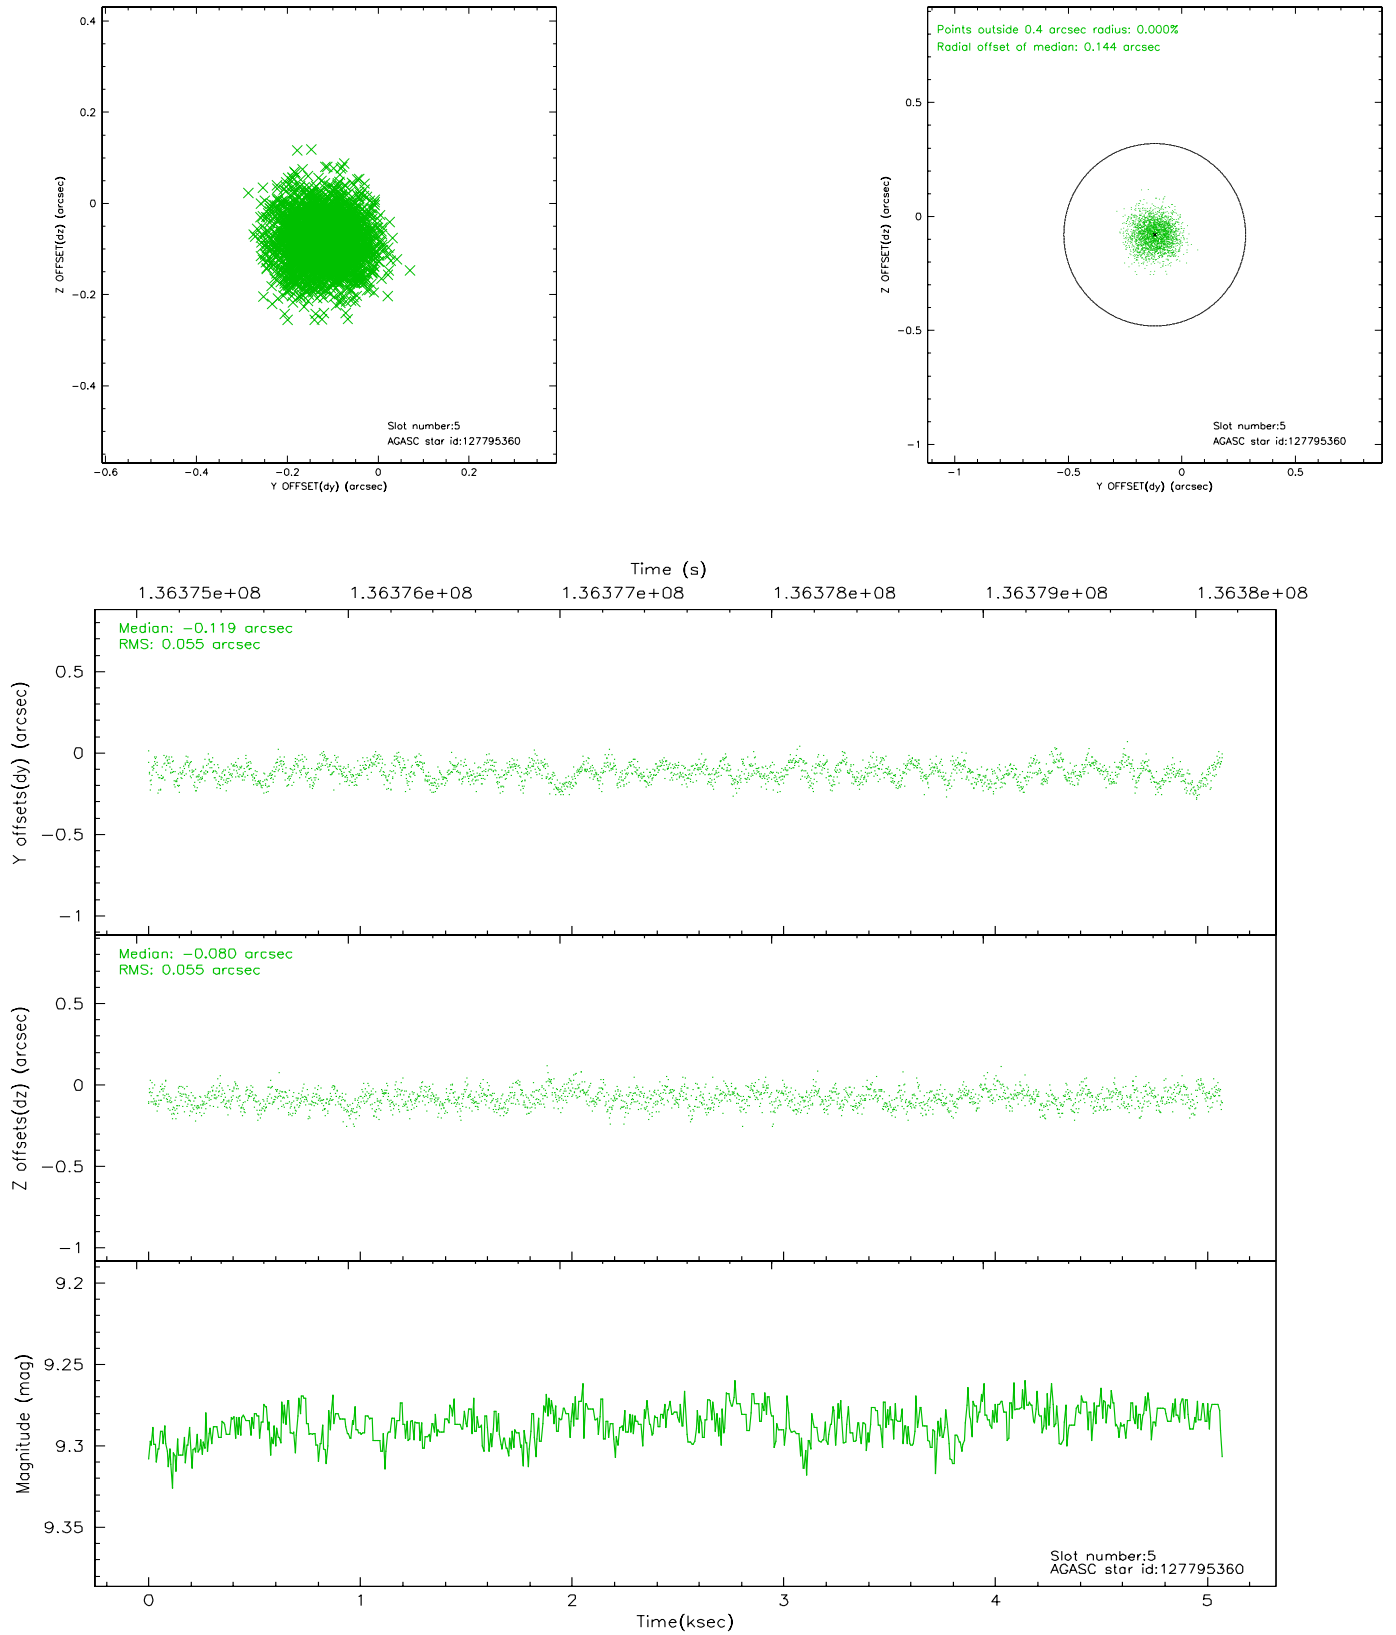 0.4
0.2
0
−0.2
−0.4
Z OFFSET(dz) (arcsec)
Slot number:5
AGASC star id:127795360
−0.6 −0.4 −0.2 0 0.2
Y OFFSET(dy) (arcsec)
Points outside 0.4 arcsec radius: 0.000%
Radial offset of median: 0.144 arcsec
0.5
0
−0.5
−1
Z OFFSET(dz) (arcsec)
Slot number:5
AGASC star id:127795360
−1 −0.5 0 0.5
Y OFFSET(dy) (arcsec)
Time (s)
1.36375e+08 1.36376e+08 1.36377e+08 1.36378e+08 1.36379e+08 1.3638e+08
Median: −0.119 arcsec
RMS: 0.055 arcsec
0.5
0
−0.5
−1
Y offsets(dy) (arcsec)
Median: −0.080 arcsec
RMS: 0.055 arcsec
0.5
0
−0.5
−1
Z offsets(dz) (arcsec)
9.2
9.25
9.3
9.35
Magnitude (mag)
Slot number:5
AGASC star id:127795360
0 1 2 3 4 5
Time(ksec)